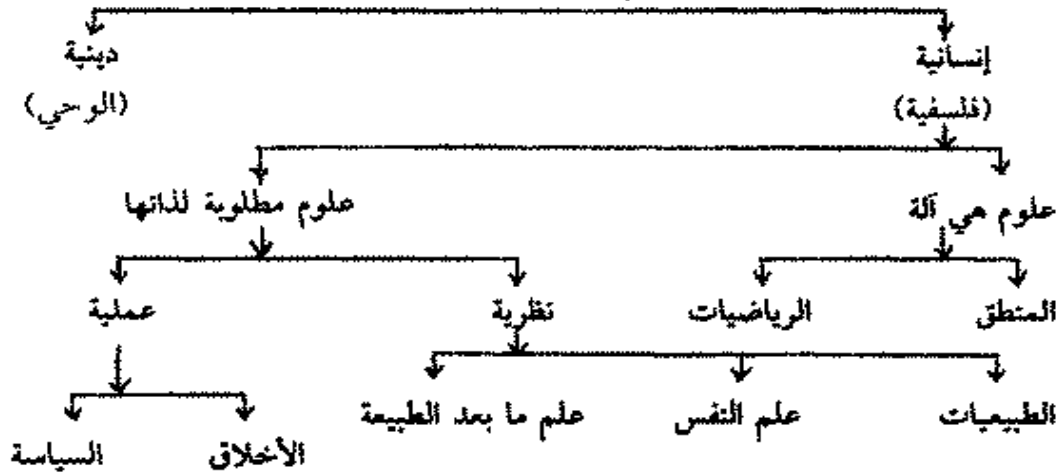 إنسانية دينية
(فلسفية) (الوحي)
علوم هي آلة علوم مطلوبة لذاتها
المنطق الرياضيات نظرية عملية
الطبيعيات علم النفس علم ما بعد الطبيعة
الأخلاق السياسة